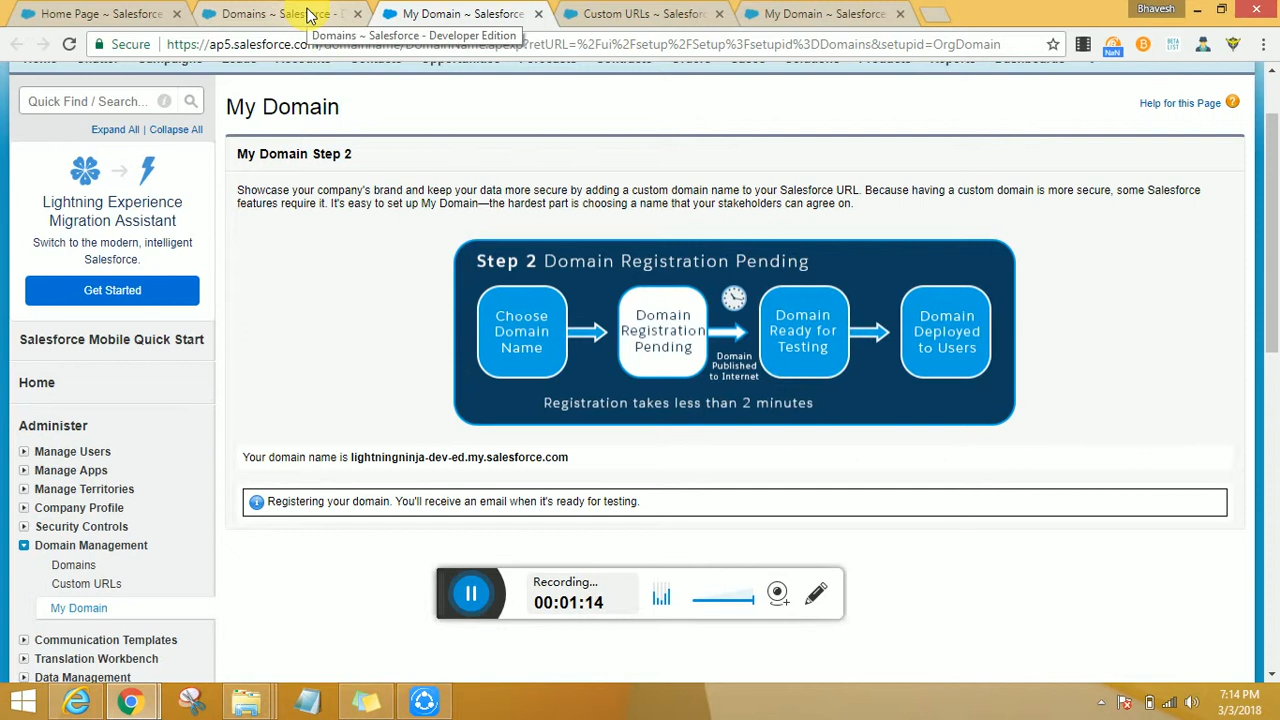 Home Page ~ Salesforce
Domains ~ Salesforce -
My Domain ~ Salesforce
Custom URLs ~ Salesforce
My Domain ~ Salesforce
Bhavesh
Secure
https://ap5.salesforce.com
retURL=%2Fui%2Fsetup%2FSetup%3Fsetupid%3DDomains&setupid=OrgDomain
Domains ~ Salesforce - Developer Edition
NaN
Quick Find / Search...
Expand All | Collapse All
Lightning Experience
Migration Assistant
Switch to the modern, intelligent
Salesforce.
Get Started
Salesforce Mobile Quick Start
Home
Administer
Manage Users
Manage Apps
Manage Territories
Company Profile
Security Controls
Domain Management
Domains
Custom URLs
My Domain
Communication Templates
Translation Workbench
Data Management
My Domain
Help for this Page
My Domain Step 2
Showcase your company's brand and keep your data more secure by adding a custom domain name to your Salesforce URL. Because having a custom domain is more secure, some Salesforce
features require it. It's easy to set up My Domain—the hardest part is choosing a name that your stakeholders can agree on.
Step 2 Domain Registration Pending
Choose
Domain
Name
Domain
Registration
Pending
Domain
Published
to Internet
Domain
Ready for
Testing
Domain
Deployed
to Users
Registration takes less than 2 minutes
Your domain name is lightningninja-dev-ed.my.salesforce.com
Registering your domain. You'll receive an email when it's ready for testing.
Recording...
00:01:14
7:14 PM
3/3/2018